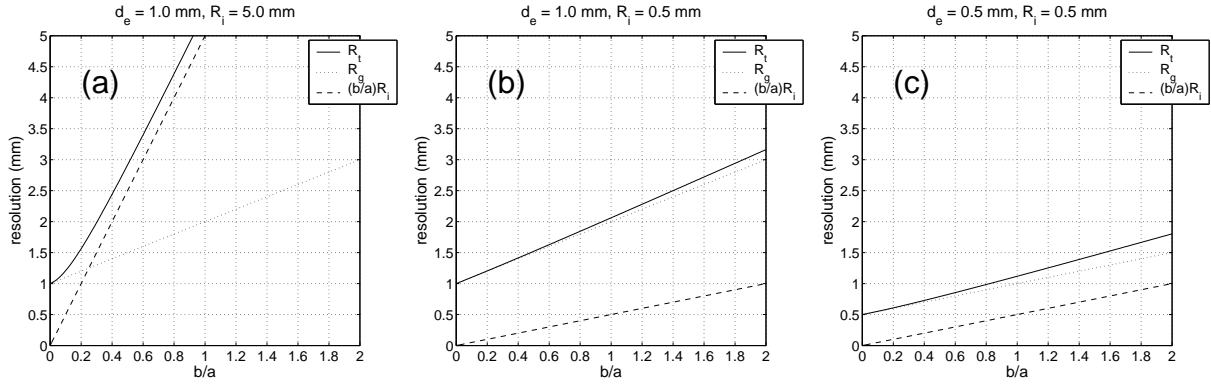 d_e = 1.0 mm, R_i = 5.0 mm
(a)
R_t
R_g
(b/a)R_i
resolution (mm)
5
4.5
4
3.5
3
2.5
2
1.5
1
0.5
0
0 0.2 0.4 0.6 0.8 1 1.2 1.4 1.6 1.8 2
b/a
d_e = 1.0 mm, R_i = 0.5 mm
(b)
R_t
R_g
(b/a)R_i
resolution (mm)
5
4.5
4
3.5
3
2.5
2
1.5
1
0.5
0
0 0.2 0.4 0.6 0.8 1 1.2 1.4 1.6 1.8 2
b/a
d_e = 0.5 mm, R_i = 0.5 mm
(c)
R_t
R_g
(b/a)R_i
resolution (mm)
5
4.5
4
3.5
3
2.5
2
1.5
1
0.5
0
0 0.2 0.4 0.6 0.8 1 1.2 1.4 1.6 1.8 2
b/a